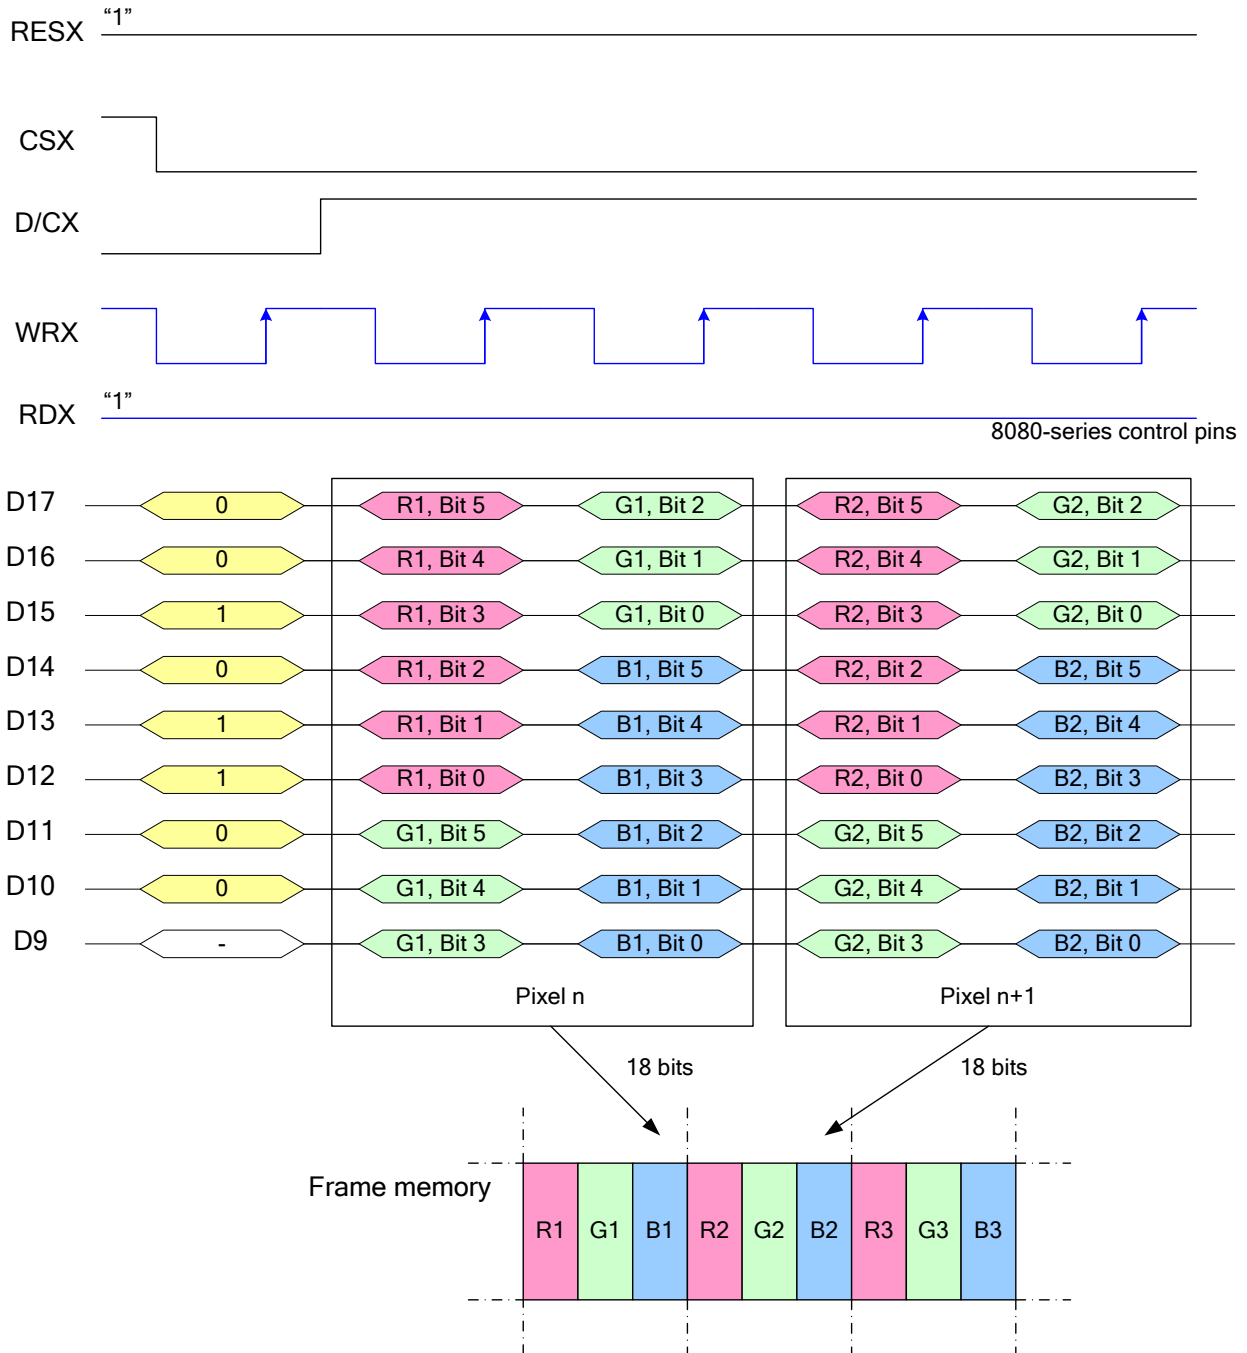 RESX “1”
CSX
D/CX
WRX
RDX “1”
8080-series control pins
D17 0 R1, Bit 5 G1, Bit 2 R2, Bit 5 G2, Bit 2
D16 0 R1, Bit 4 G1, Bit 1 R2, Bit 4 G2, Bit 1
D15 1 R1, Bit 3 G1, Bit 0 R2, Bit 3 G2, Bit 0
D14 0 R1, Bit 2 B1, Bit 5 R2, Bit 2 B2, Bit 5
D13 1 R1, Bit 1 B1, Bit 4 R2, Bit 1 B2, Bit 4
D12 1 R1, Bit 0 B1, Bit 3 R2, Bit 0 B2, Bit 3
D11 0 G1, Bit 5 B1, Bit 2 G2, Bit 5 B2, Bit 2
D10 0 G1, Bit 4 B1, Bit 1 G2, Bit 4 B2, Bit 1
D9 - G1, Bit 3 B1, Bit 0 G2, Bit 3 B2, Bit 0
Pixel n Pixel n+1
18 bits 18 bits
Frame memory
R1 G1 B1 R2 G2 B2 R3 G3 B3